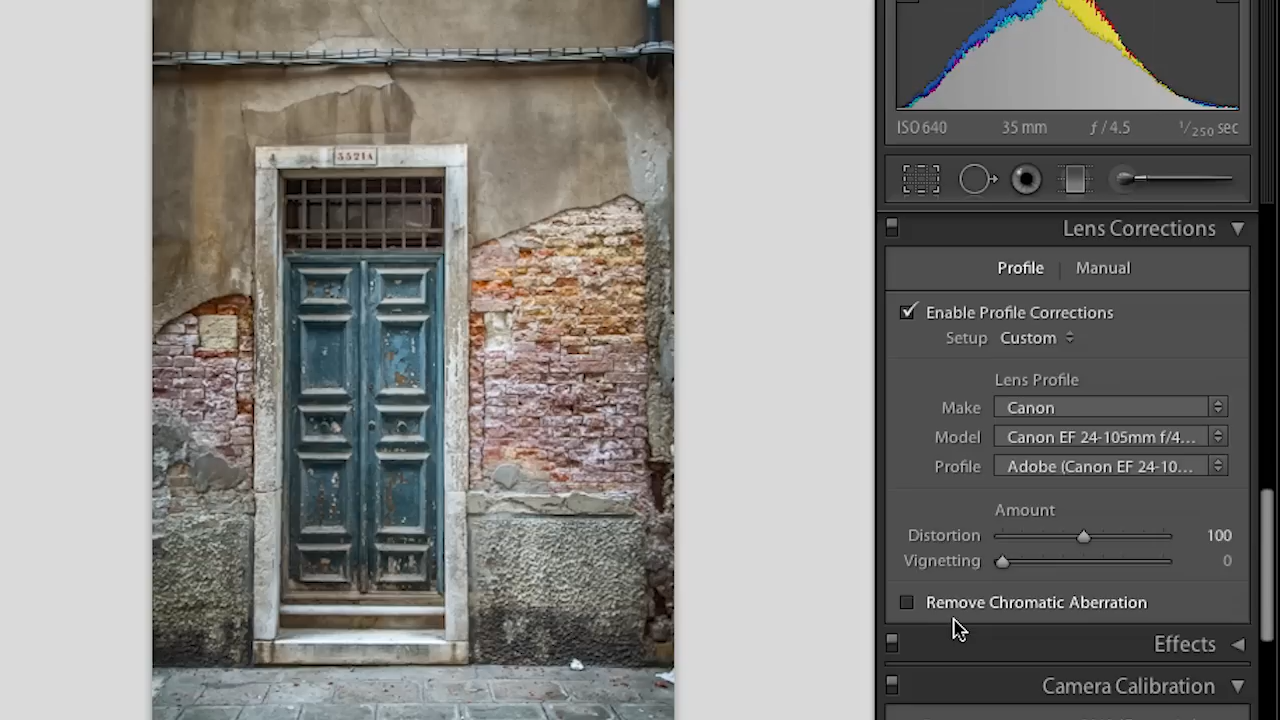 5521A
ISO 640 35 mm ƒ / 4.5 1/250 sec
Lens Corrections
Profile | Manual
Enable Profile Corrections
Setup Custom
Lens Profile
Make Canon
Model Canon EF 24-105mm f/4...
Profile Adobe (Canon EF 24-10...
Amount
Distortion 100
Vignetting 0
Remove Chromatic Aberration
Effects
Camera Calibration